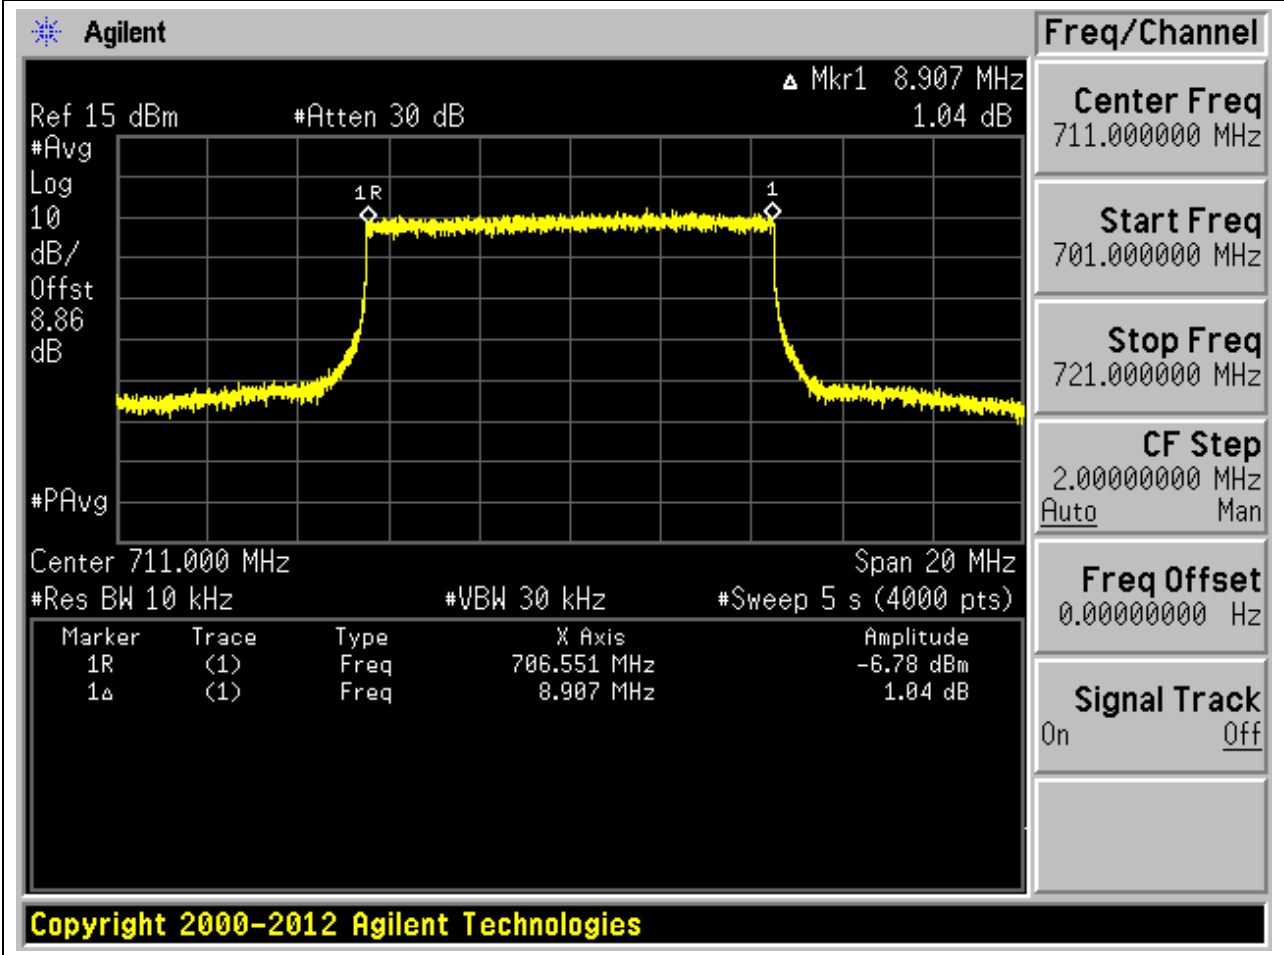 Agilent
Freq/Channel
Δ Mkr1 8.907 MHz
Ref 15 dBm #Atten 30 dB 1.04 dB
#Avg
Log
10
dB/
Offst
8.86
dB
1R
1
#PAvg
Center 711.000 MHz Span 20 MHz
#Res BW 10 kHz #VBW 30 kHz #Sweep 5 s (4000 pts)
Marker Trace Type X Axis Amplitude
1R (1) Freq 706.551 MHz -6.78 dBm
1Δ (1) Freq 8.907 MHz 1.04 dB
Center Freq
711.000000 MHz
Start Freq
701.000000 MHz
Stop Freq
721.000000 MHz
CF Step
2.00000000 MHz
Auto Man
Freq Offset
0.00000000 Hz
Signal Track
On Off
Copyright 2000-2012 Agilent Technologies